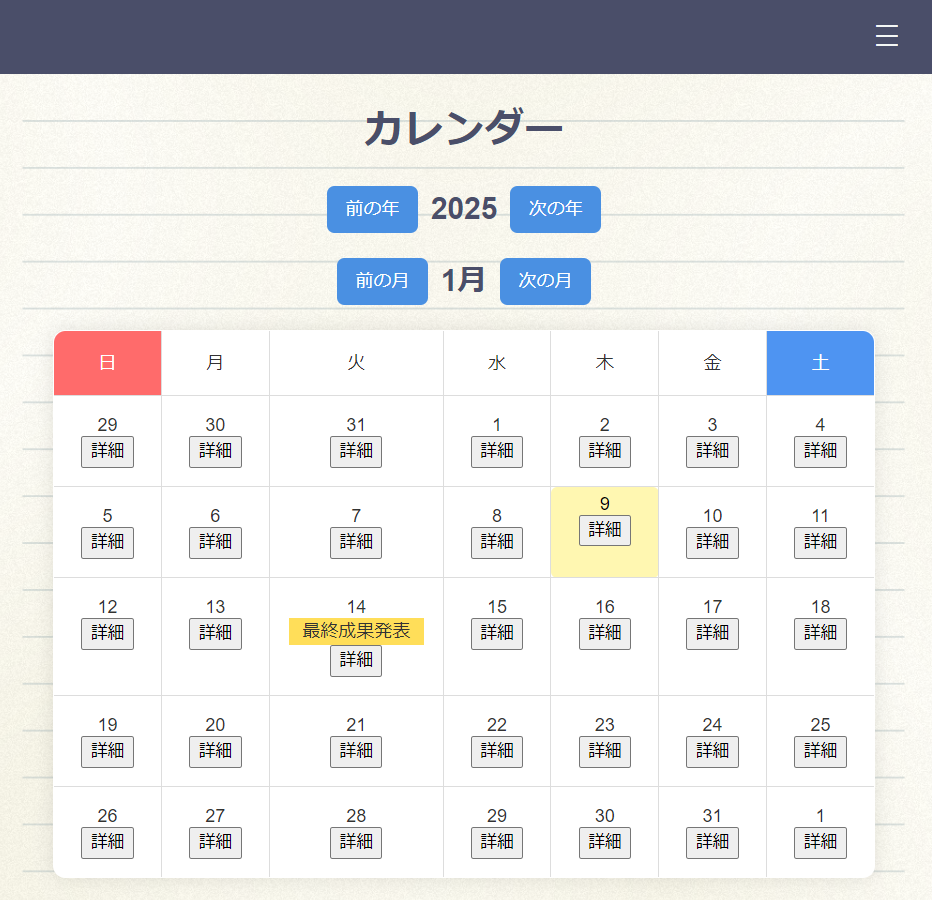 カレンダー
前の年 2025 次の年
前の月 1月 次の月
日 月 火 水 木 金 土
29 30 31 1 2 3 4
詳細 詳細 詳細 詳細 詳細 詳細 詳細
5 6 7 8 9 10 11
詳細 詳細 詳細 詳細 詳細 詳細 詳細
12 13 14 15 16 17 18
詳細 詳細 最終成果発表 詳細 詳細 詳細 詳細
詳細
19 20 21 22 23 24 25
詳細 詳細 詳細 詳細 詳細 詳細 詳細
26 27 28 29 30 31 1
詳細 詳細 詳細 詳細 詳細 詳細 詳細